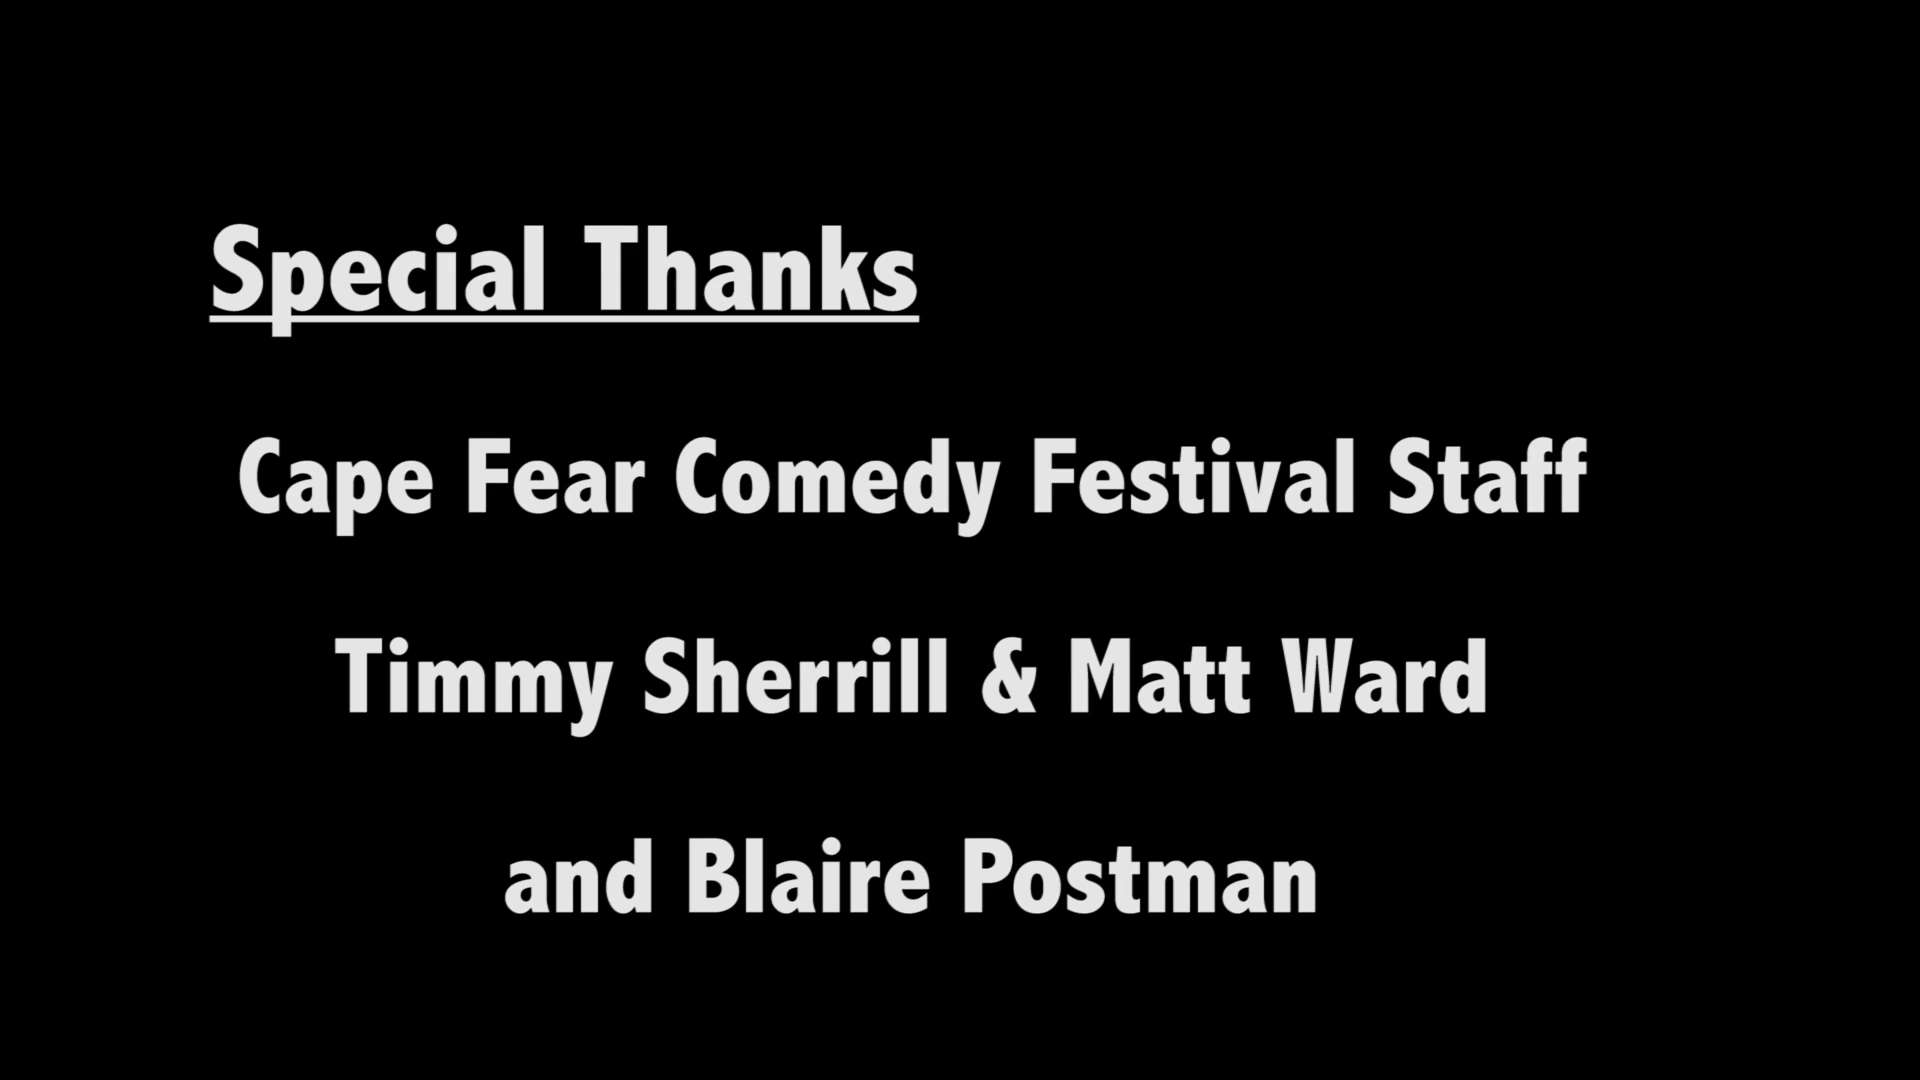 Special Thanks
Cape Fear Comedy Festival Staff
Timmy Sherrill & Matt Ward
and Blaire Postman